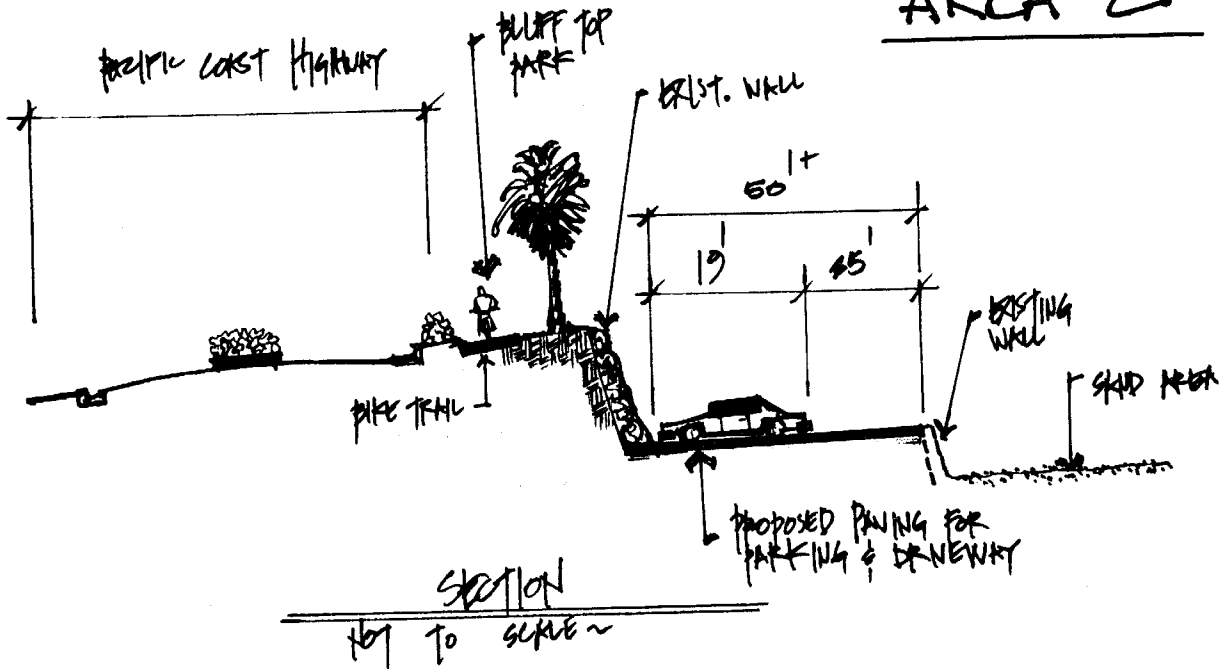 AREA 2
PACIFIC COAST HIGHWAY
BLUFF TOP
PARK
EXIST. WALL
50'+
19'
35'
EXISTING
WALL
SAND AREA
BIKE TRAIL
PROPOSED PAVING FOR
PARKING & DRIVEWAY
SECTION
NOT TO SCALE ~